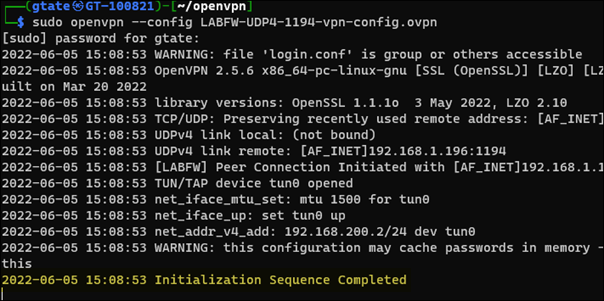 (gtate㉿GT-100821)-[~/openvpn]
$ sudo openvpn --config LABFW-UDP4-1194-vpn-config.ovpn
[sudo] password for gtate:
2022-06-05 15:08:53 WARNING: file 'login.conf' is group or others accessible
2022-06-05 15:08:53 OpenVPN 2.5.6 x86_64-pc-linux-gnu [SSL (OpenSSL)] [LZO] [LZ
uilt on Mar 20 2022
2022-06-05 15:08:53 library versions: OpenSSL 1.1.1o  3 May 2022, LZO 2.10
2022-06-05 15:08:53 TCP/UDP: Preserving recently used remote address: [AF_INET]
2022-06-05 15:08:53 UDPv4 link local: (not bound)
2022-06-05 15:08:53 UDPv4 link remote: [AF_INET]192.168.1.196:1194
2022-06-05 15:08:53 [LABFW] Peer Connection Initiated with [AF_INET]192.168.1.1
2022-06-05 15:08:53 TUN/TAP device tun0 opened
2022-06-05 15:08:53 net_iface_mtu_set: mtu 1500 for tun0
2022-06-05 15:08:53 net_iface_up: set tun0 up
2022-06-05 15:08:53 net_addr_v4_add: 192.168.200.2/24 dev tun0
2022-06-05 15:08:53 WARNING: this configuration may cache passwords in memory -
this
2022-06-05 15:08:53 Initialization Sequence Completed